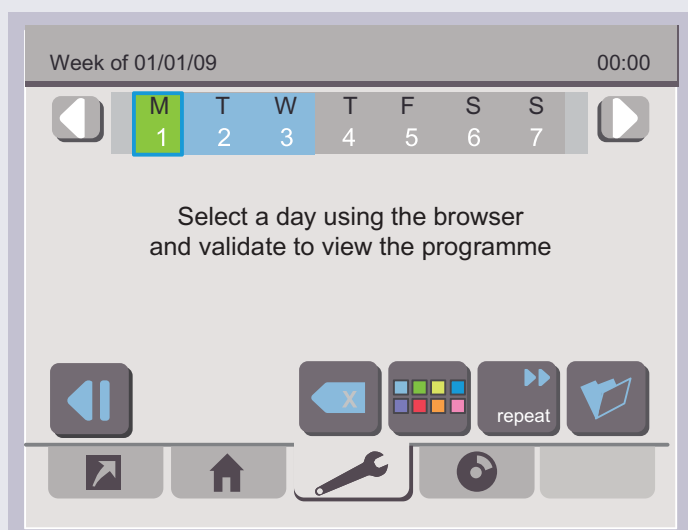 Week of 01/01/09 00:00
M T W T F S S
1 2 3 4 5 6 7
Select a day using the browser
and validate to view the programme
X
repeat